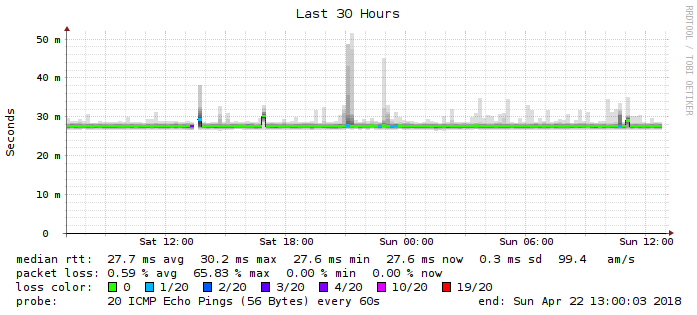 Last 30 Hours
RRDTOOL / TOBI OETIKER
Seconds
50 m
40 m
30 m
20 m
10 m
0
Sat 12:00 Sat 18:00 Sun 00:00 Sun 06:00 Sun 12:00
median rtt: 27.7 ms avg 30.2 ms max 27.6 ms min 27.6 ms now 0.3 ms sd 99.4 am/s
packet loss: 0.59 % avg 65.83 % max 0.00 % min 0.00 % now
loss color: 0 1/20 2/20 3/20 4/20 10/20 19/20
probe: 20 ICMP Echo Pings (56 Bytes) every 60s end: Sun Apr 22 13:00:03 2018